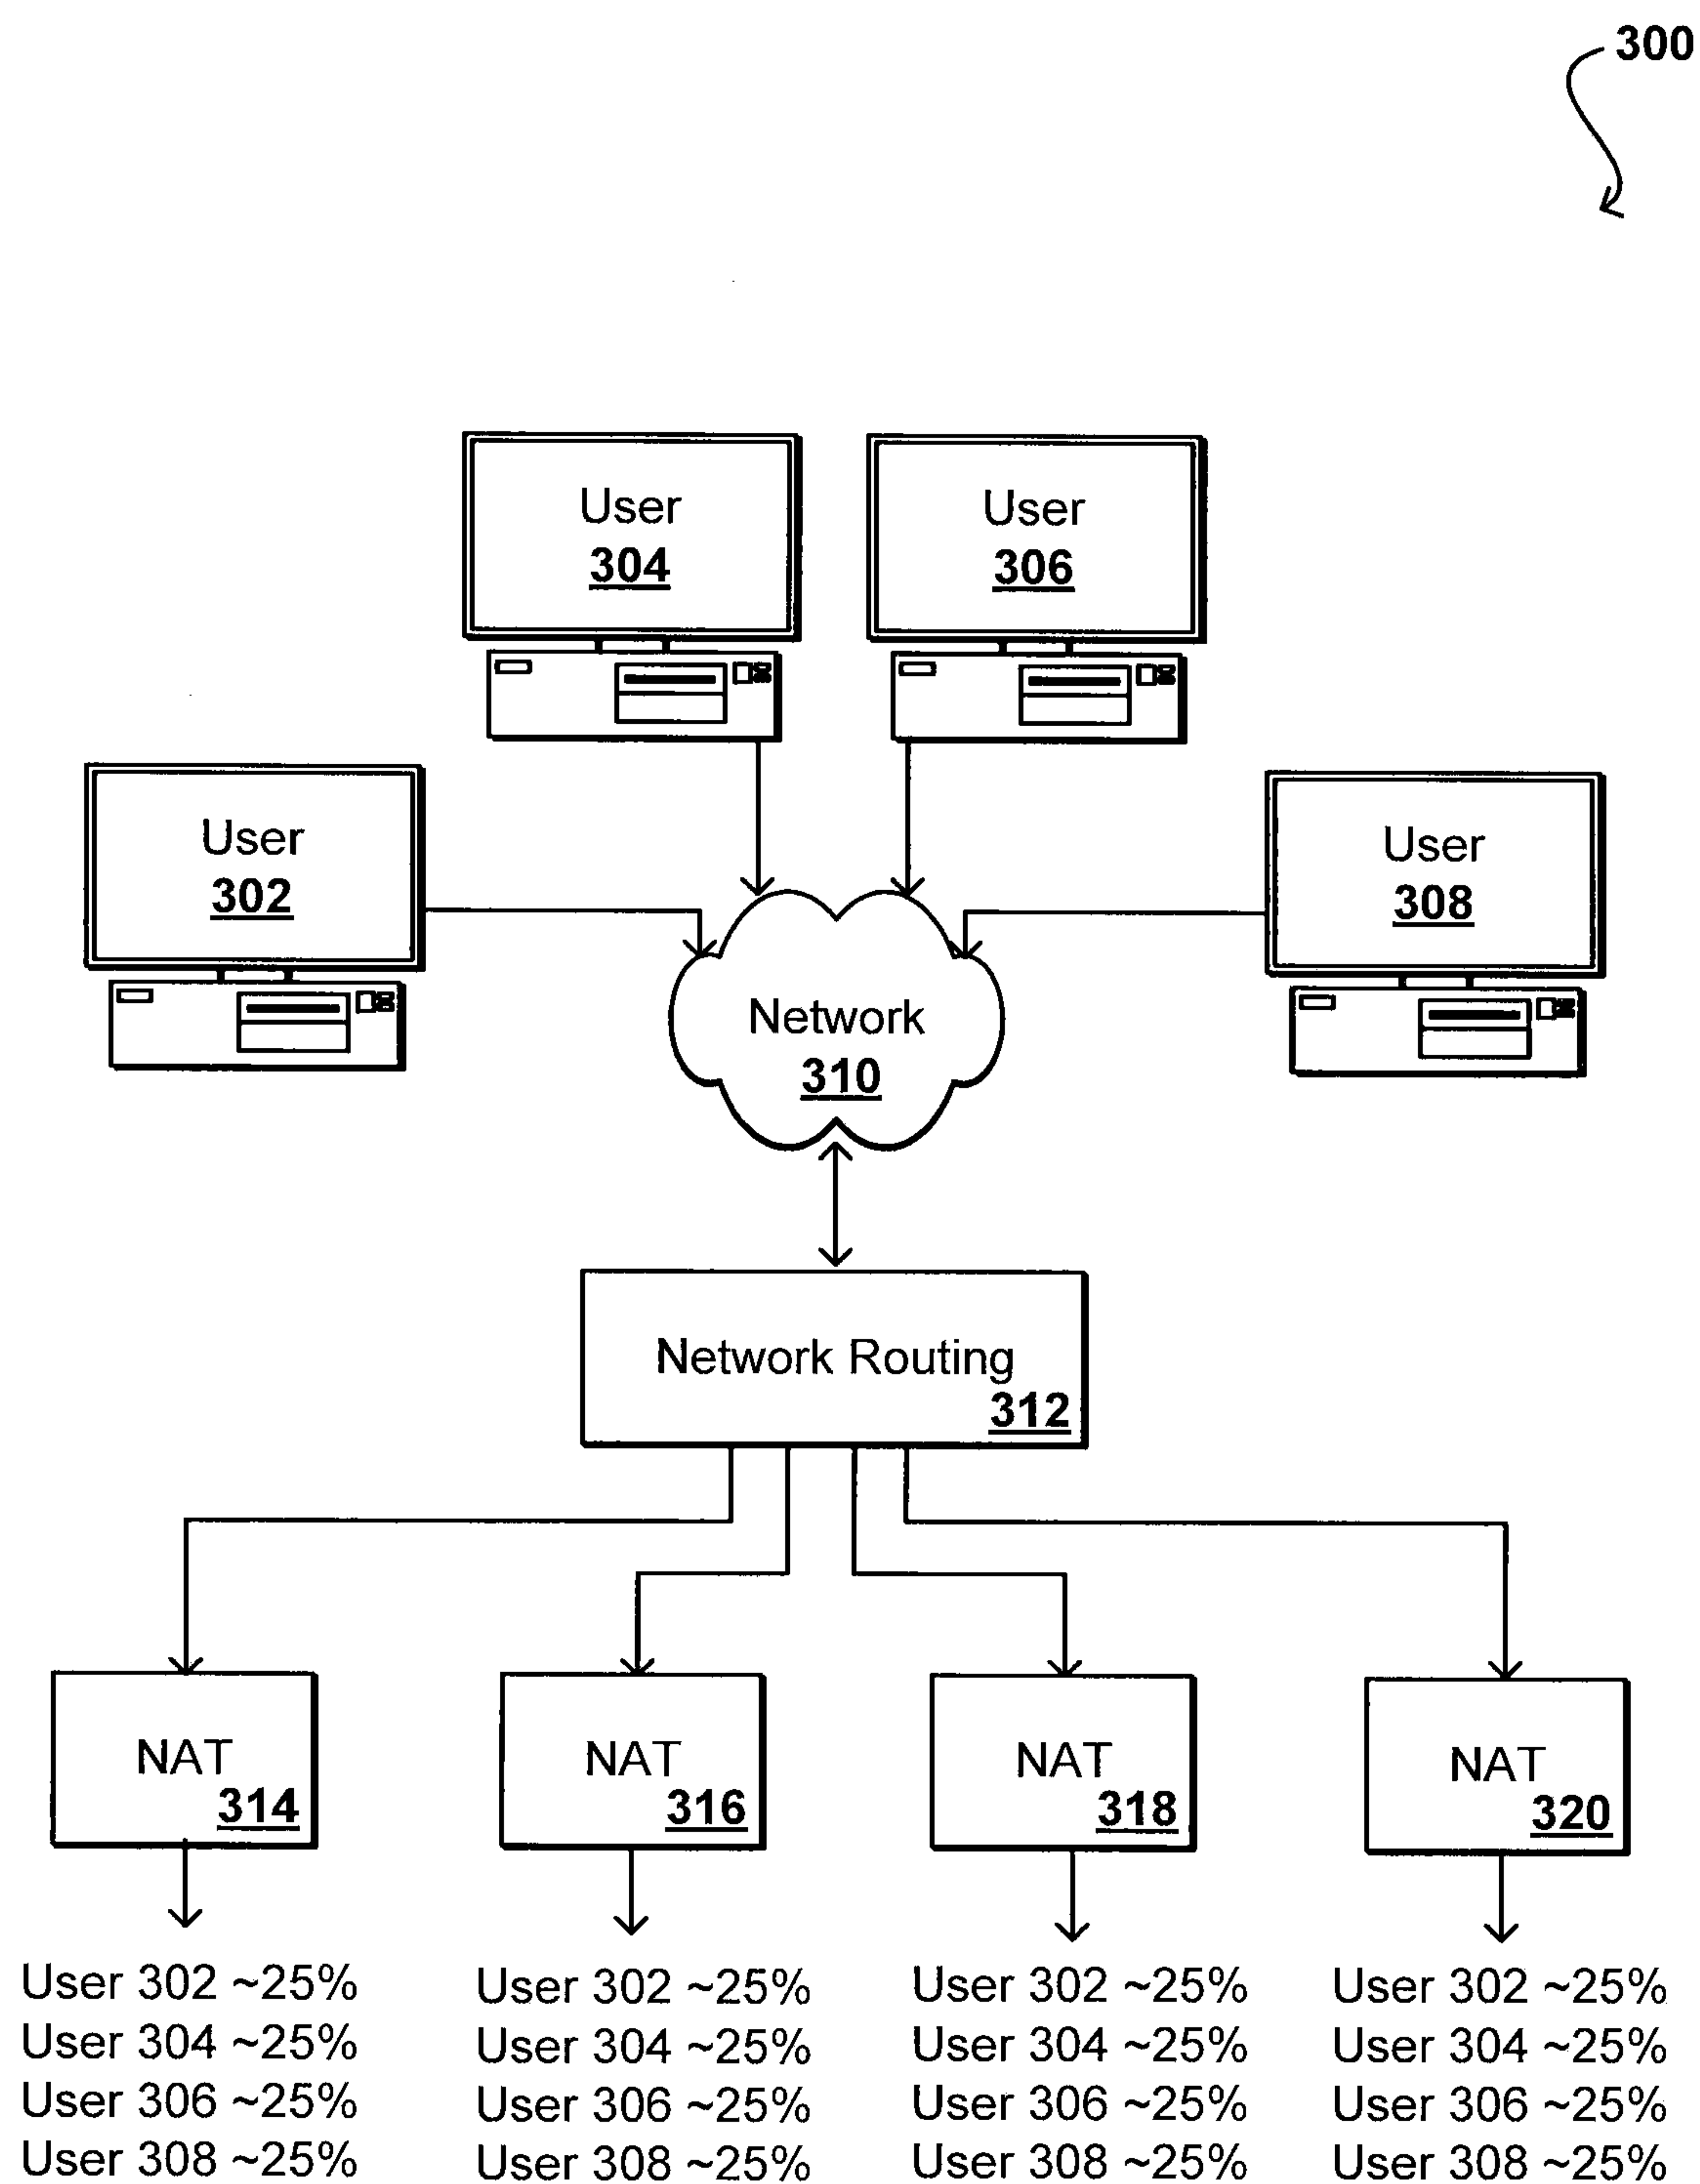 300
User
304
User
306
User
302
User
308
Network
310
Network Routing
312
NAT
314
NAT
316
NAT
318
NAT
320
User 302 ~25%
User 304 ~25%
User 306 ~25%
User 308 ~25%
User 302 ~25%
User 304 ~25%
User 306 ~25%
User 308 ~25%
User 302 ~25%
User 304 ~25%
User 306 ~25%
User 308 ~25%
User 302 ~25%
User 304 ~25%
User 306 ~25%
User 308 ~25%